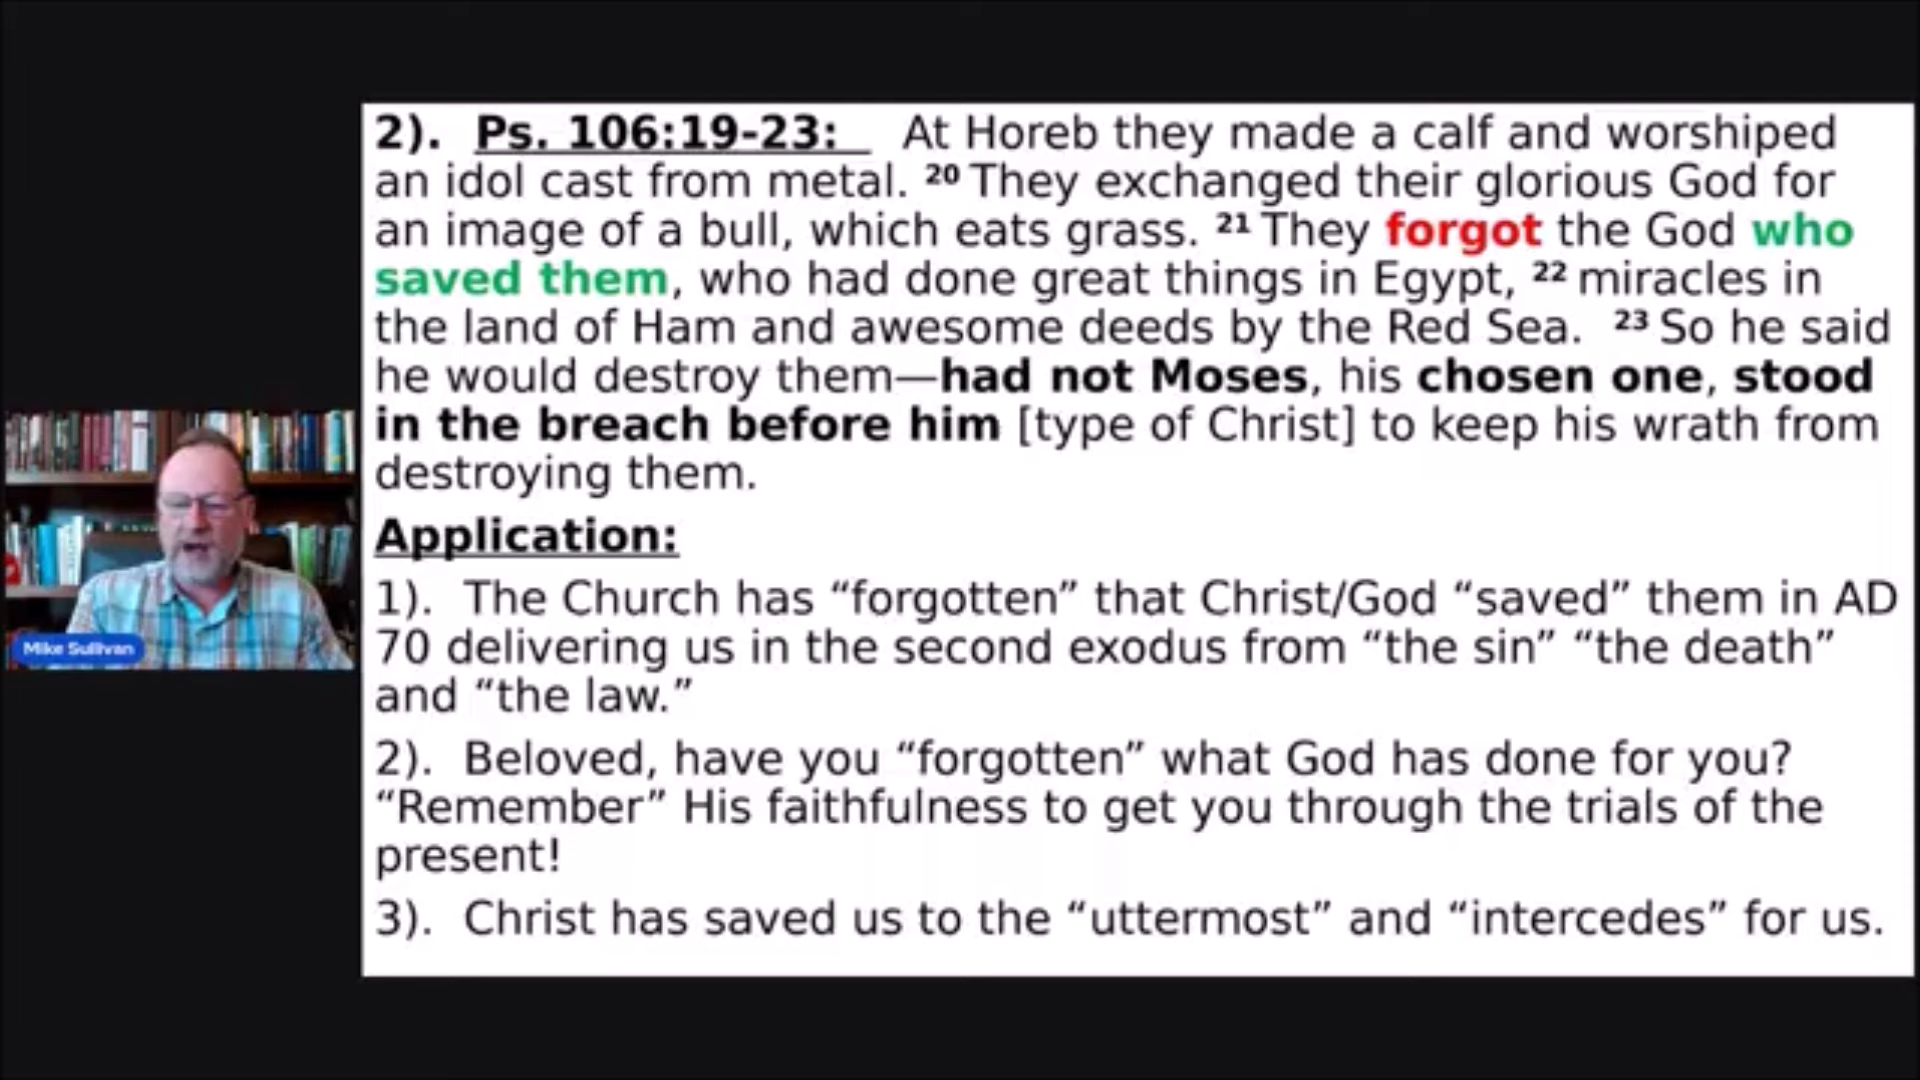 2).  Ps. 106:19-23:   At Horeb they made a calf and worshiped
an idol cast from metal. 20 They exchanged their glorious God for
an image of a bull, which eats grass. 21 They forgot the God who
saved them, who had done great things in Egypt, 22 miracles in
the land of Ham and awesome deeds by the Red Sea.  23 So he said
he would destroy them—had not Moses, his chosen one, stood
in the breach before him [type of Christ] to keep his wrath from
destroying them.
Application:
1).  The Church has “forgotten” that Christ/God “saved” them in AD
70 delivering us in the second exodus from “the sin” “the death”
and “the law.”
2).  Beloved, have you “forgotten” what God has done for you?
“Remember” His faithfulness to get you through the trials of the
present!
3).  Christ has saved us to the “uttermost” and “intercedes” for us.
Mike Sullivan